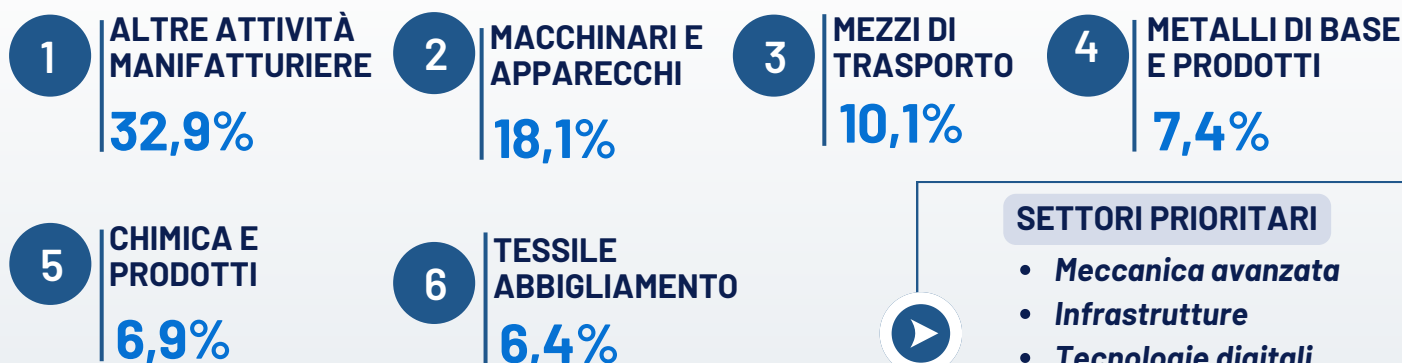 1
ALTRE ATTIVITÀ
MANIFATTURIERE
32,9%
2
MACCHINARI E
APPARECCHI
18,1%
3
MEZZI DI
TRASPORTO
10,1%
4
METALLI DI BASE
E PRODOTTI
7,4%
5
CHIMICA E
PRODOTTI
6,9%
6
TESSILE
ABBIGLIAMENTO
6,4%
SETTORI PRIORITARI
• Meccanica avanzata
• Infrastrutture
• Tecnologie digitali